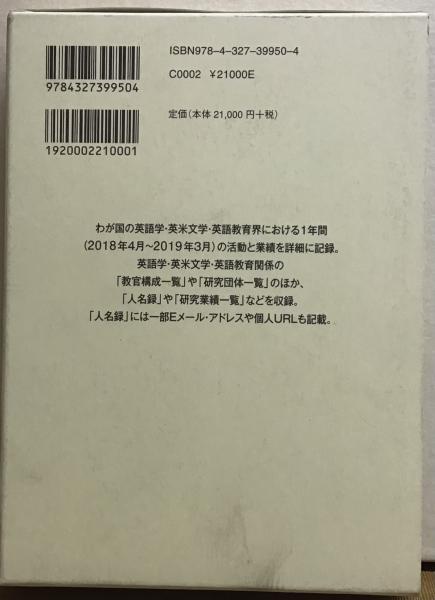 ISBN978-4-327-39950-4
C0002 ¥21000E
9784327399504
定価(本体 21,000 円+税)
1920002210001
わが国の英語学・英米文学・英語教育界における1年間
(2018年4月~2019年3月)の活動と業績を詳細に記録。
英語学・英米文学・英語教育関係の
「教官構成一覧」や「研究団体一覧」のほか、
「人名録」や「研究業績一覧」などを収録。
「人名録」には一部Eメール・アドレスや個人URLも記載。